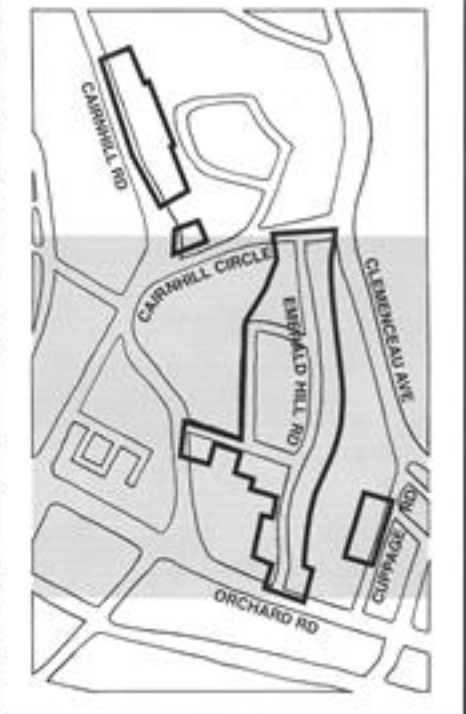 CAIRNHILL RD
CAIRNHILL CIRCLE
CLEMENCEAU AVE
EMERALD HILL RD
CUPPAGE RD
ORCHARD RD